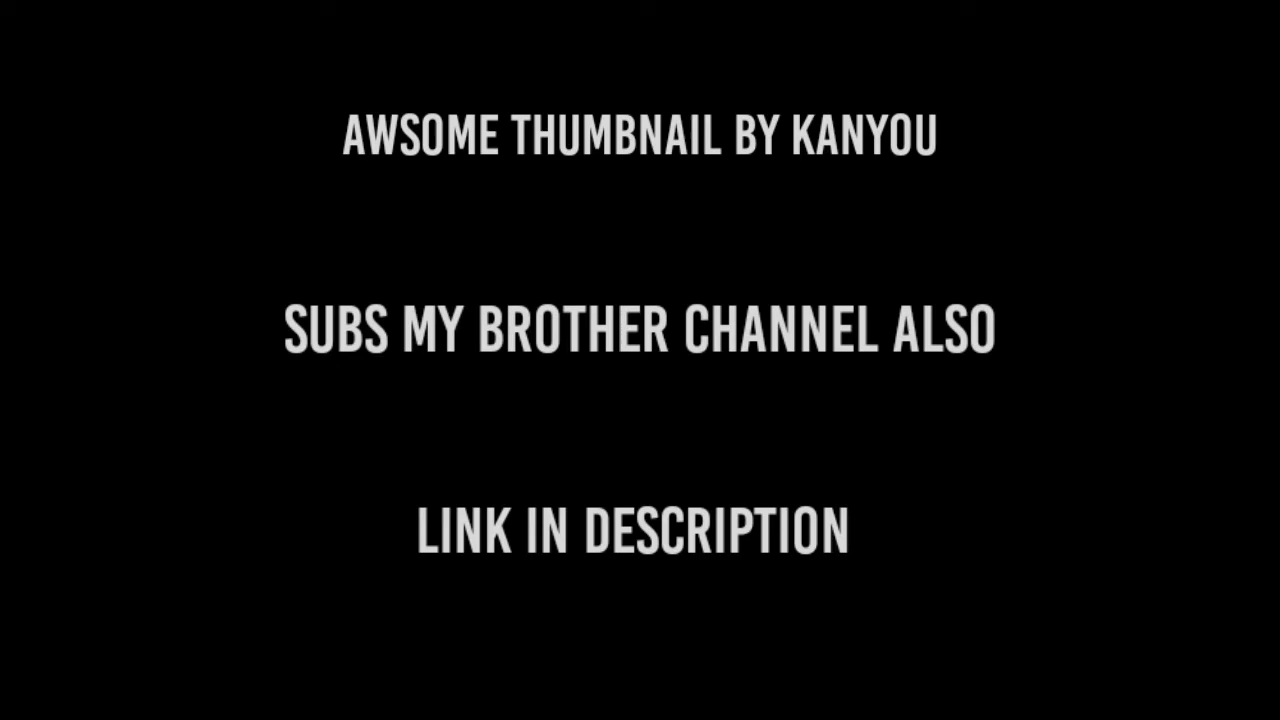 AWSOME THUMBNAIL BY KANYOU
SUBS MY BROTHER CHANNEL ALSO
LINK IN DESCRIPTION